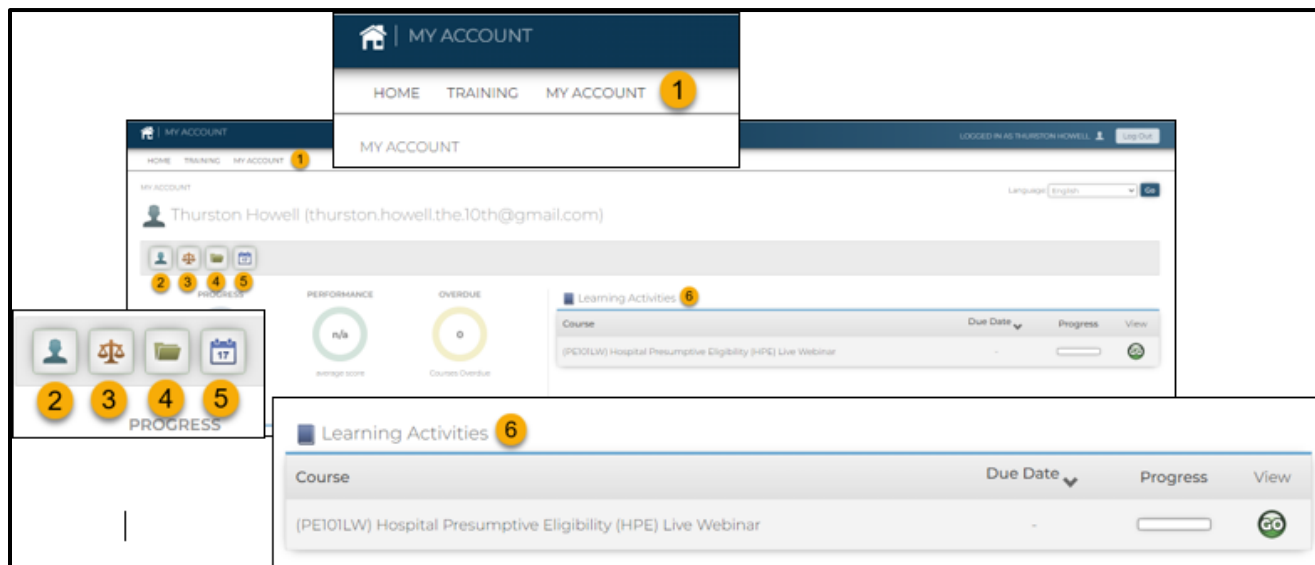 MY ACCOUNT
HOME TRAINING MY ACCOUNT 1
MY ACCOUNT
MY ACCOUNT
LOGGED IN AS THURSTON HOWELL Log Out
HOME TRAINING MY ACCOUNT 1
MY ACCOUNT
Language: English Go
Thurston Howell (thurston.howell.the.10th@gmail.com)
17
2 3 4 5
PROGRESS PERFORMANCE OVERDUE
n/a 0
average score Courses Overdue
Learning Activities 6
Course Due Date Progress View
(PE101LW) Hospital Presumptive Eligibility (HPE) Live Webinar - GO
17
2 3 4 5
PROGRESS
Learning Activities 6
Course Due Date Progress View
(PE101LW) Hospital Presumptive Eligibility (HPE) Live Webinar - GO